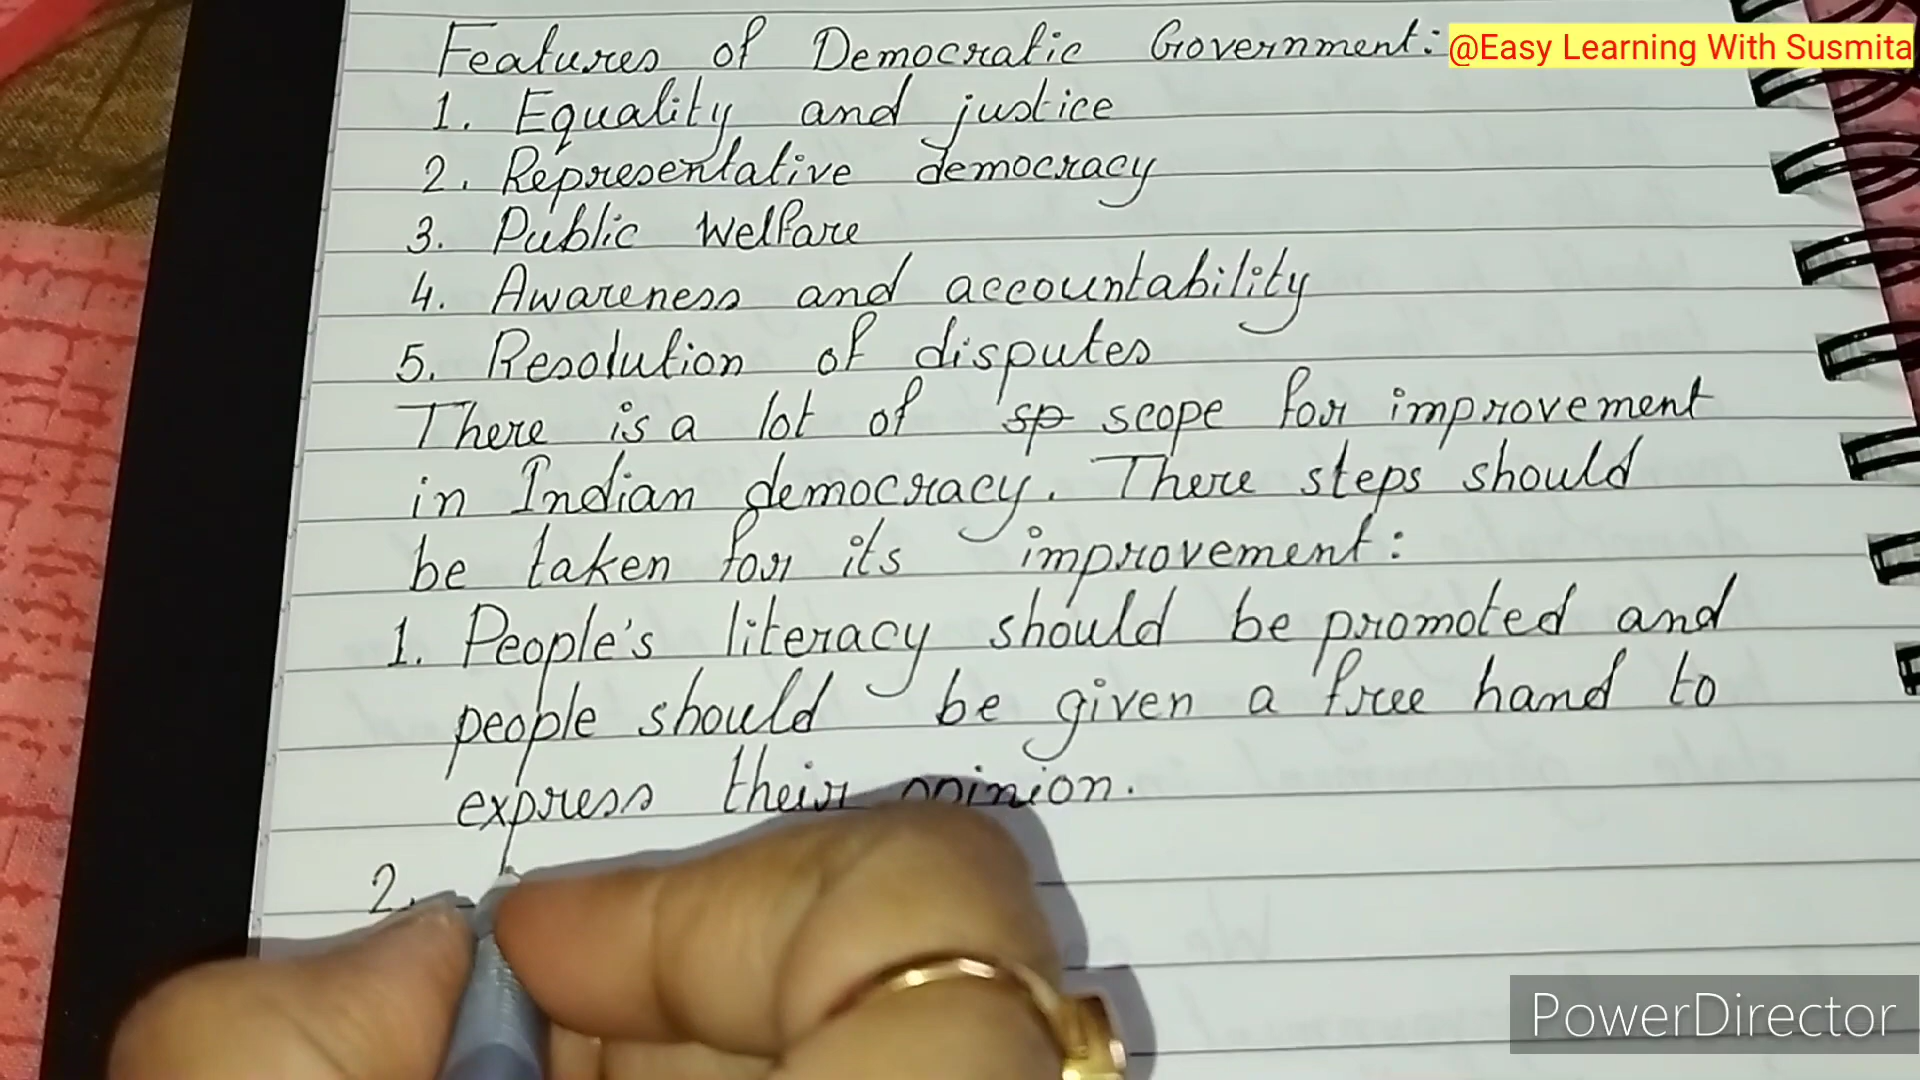 Features of Democratic Government:
@Easy Learning With Susmita
1. Equality and justice
2. Representative democracy
3. Public Welfare
4. Awareness and accountability
5. Resolution of disputes
There is a lot of sp scope for improvement
in Indian democracy. There steps should
be taken for its improvement:
1. People's literacy should be promoted and
people should be given a free hand to
express their opinion.
2.
PowerDirector